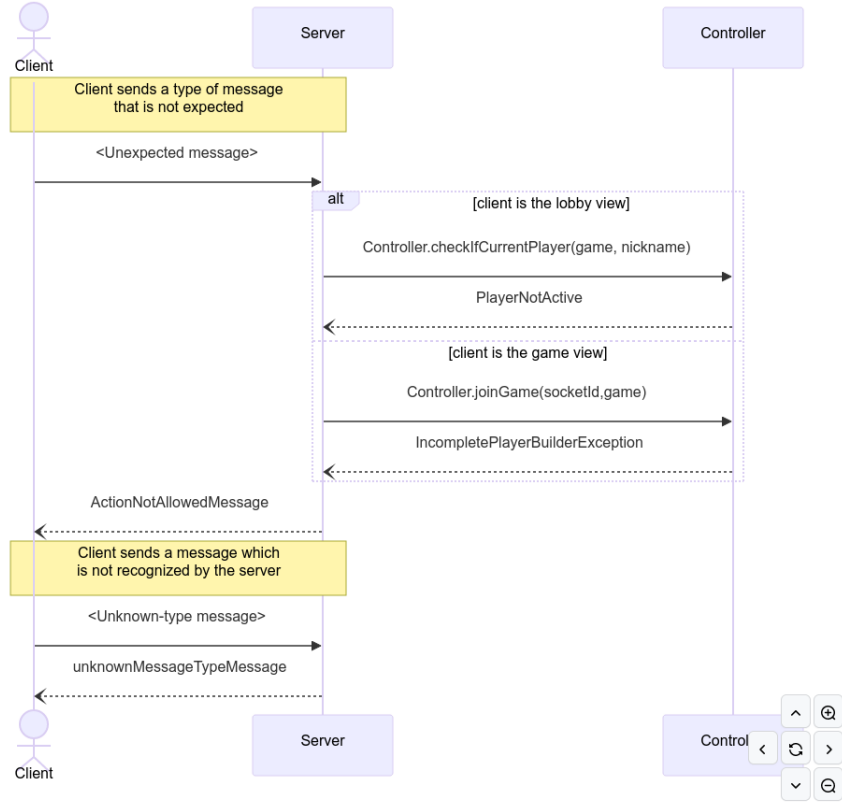 Client
Server
Controller
Client sends a type of message
that is not expected
<Unexpected message>
alt
[client is the lobby view]
Controller.checkIfCurrentPlayer(game, nickname)
PlayerNotActive
[client is the game view]
Controller.joinGame(socketId,game)
IncompletePlayerBuilderException
ActionNotAllowedMessage
Client sends a message which
is not recognized by the server
<Unknown-type message>
unknownMessageTypeMessage
Client
Server
Control